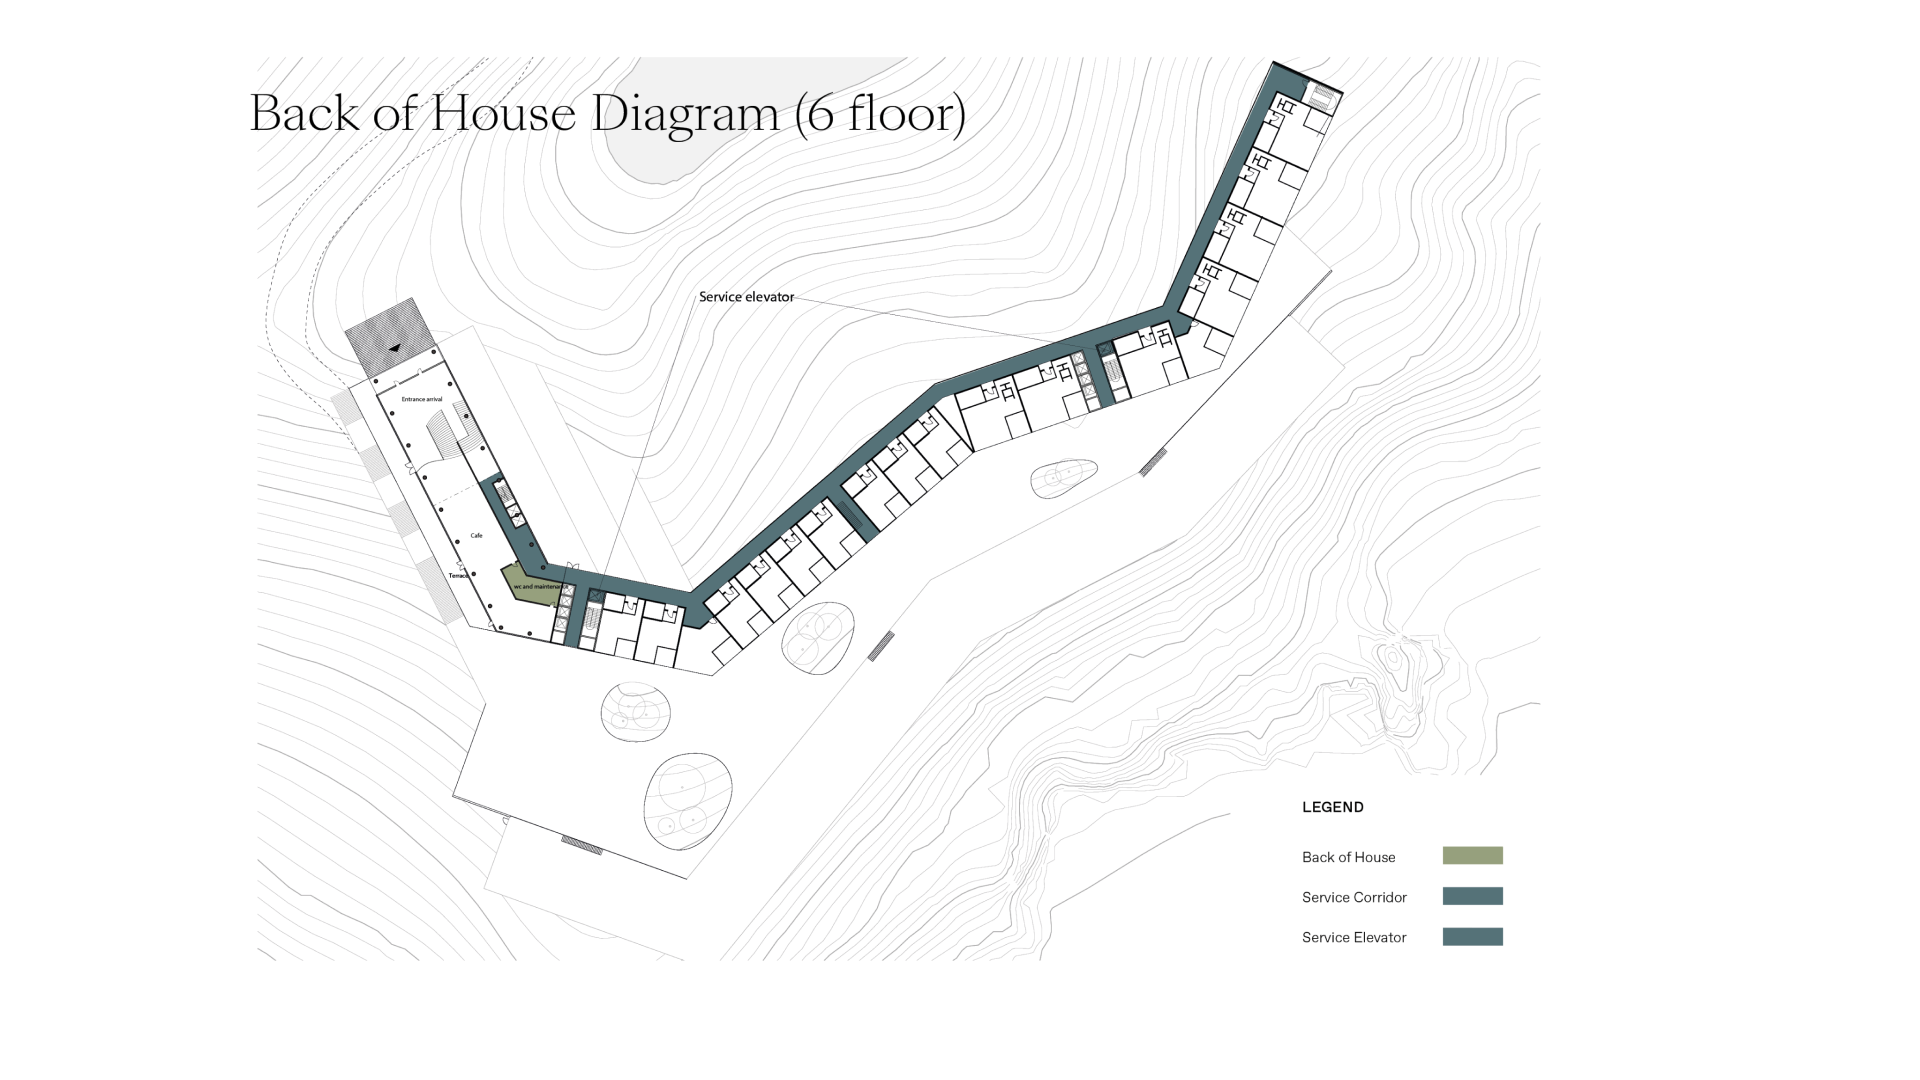 Back of House Diagram (6 floor)
Service elevator
Entrance arrival
Cafe
Terrace
wc and maintenance
LEGEND
Back of House
Service Corridor
Service Elevator